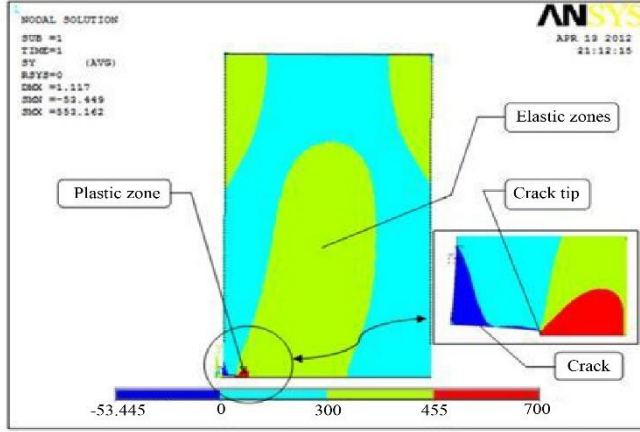 1
NODAL SOLUTION
SUB =1
TIME=1
SY (AVG)
RSYS=0
DMX =1.117
SMN =-53.449
SMX =553.162
ANSYS
APR 13 2012
21:12:15
Elastic zones
Plastic zone
Crack tip
Crack
-53.445 0 300 455 700